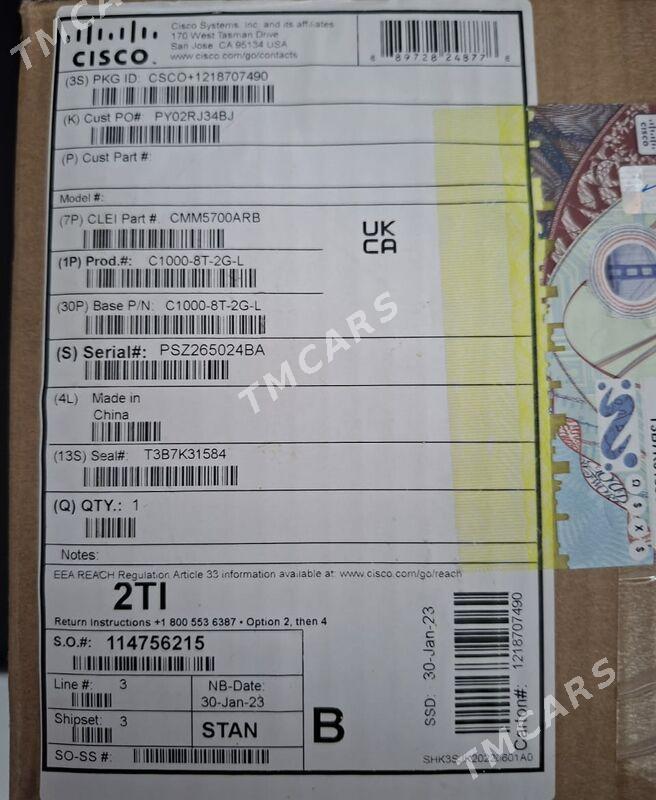 CISCO
Cisco Systems, Inc. and its affiliates
170 West Tasman Drive
San Jose, CA 95134 USA
www.cisco.com/go/contacts
8 89728 24877 8
(3S) PKG ID: CSCO+1218707490
(K) Cust PO#: PY02RJ34BJ
(P) Cust Part #:
Model #:
(7P) CLEI Part #. CMM5700ARB
UK
CA
(1P) Prod.#: C1000-8T-2G-L
(30P) Base P/N: C1000-8T-2G-L
(S) Serial#: PSZ265024BA
(4L) Made in
China
(13S) Seal#: T3B7K31584
(Q) QTY.: 1
Notes:
EEA REACH Regulation Article 33 information available at: www.cisco.com/go/reach
2TI
Return Instructions +1 800 553 6387 • Option 2, then 4
S.O.#: 114756215
Line #: 3
NB-Date:
30-Jan-23
Shipset: 3
STAN
SO-SS #:
B
SSD: 30-Jan-23
Carton#: 1218707490
CISCO
TMCARS
TMCARS
TMCARS